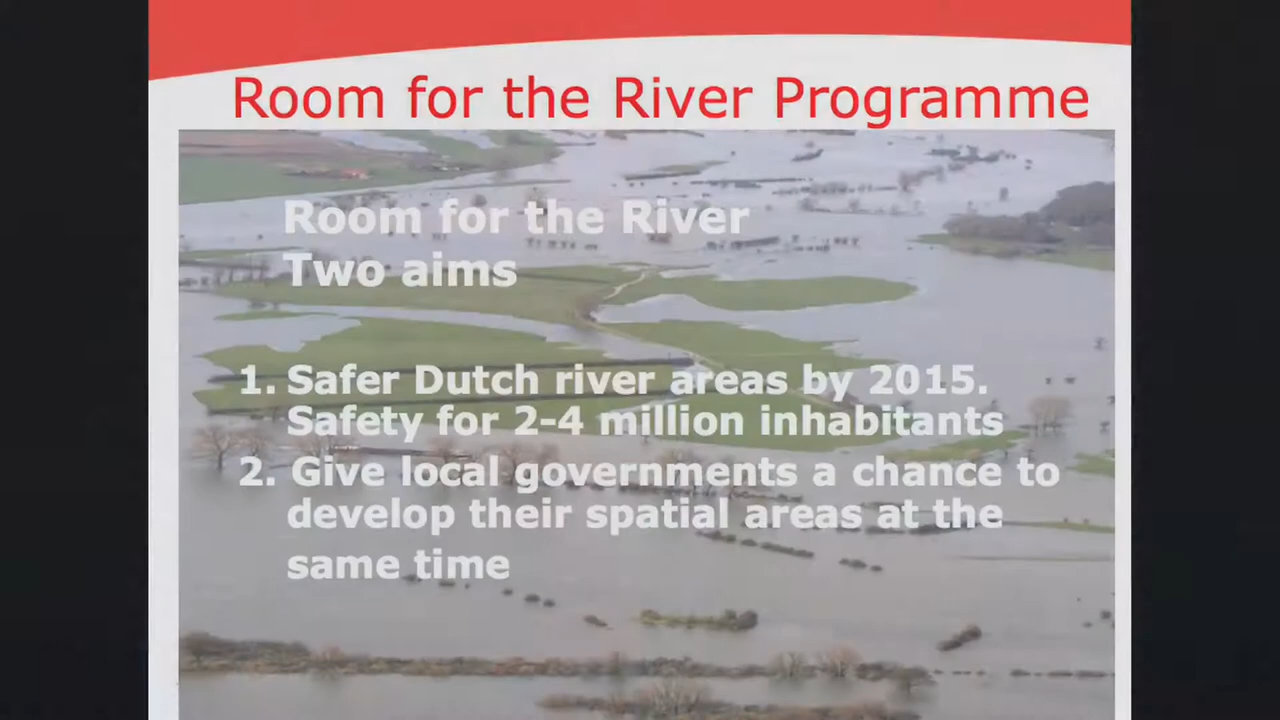 Room for the River Programme
Room for the River
Two aims
1. Safer Dutch river areas by 2015.
Safety for 2-4 million inhabitants
2. Give local governments a chance to
develop their spatial areas at the
same time